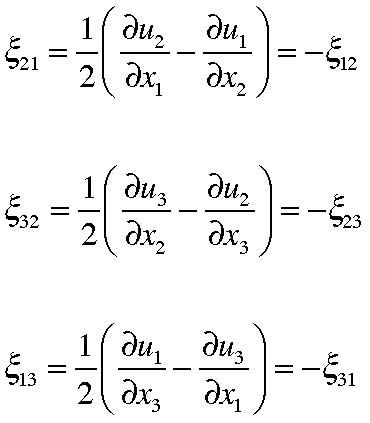 ξ₂₁ = 1/2 (∂u₂/∂x₁ − ∂u₁/∂x₂) = −ξ₁₂
ξ₃₂ = 1/2 (∂u₃/∂x₂ − ∂u₂/∂x₃) = −ξ₂₃
ξ₁₃ = 1/2 (∂u₁/∂x₃ − ∂u₃/∂x₁) = −ξ₃₁